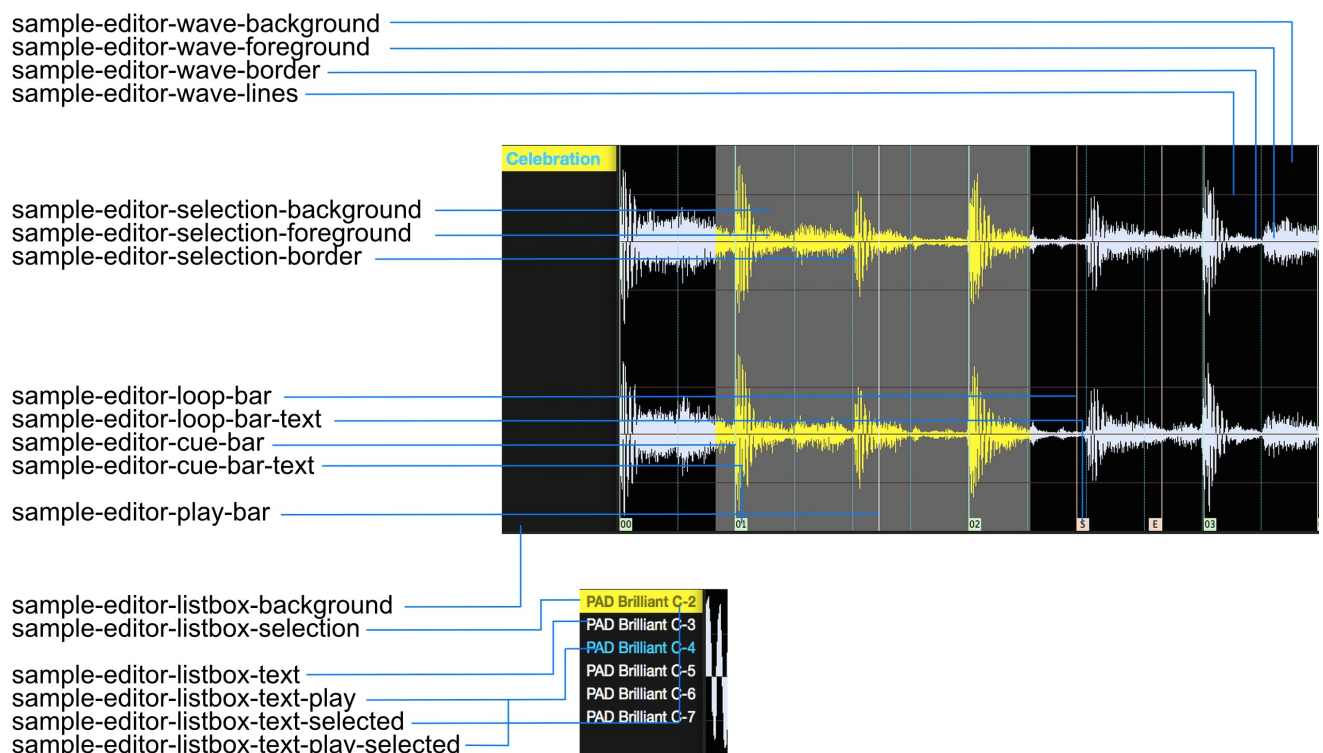 sample-editor-wave-background
sample-editor-wave-foreground
sample-editor-wave-border
sample-editor-wave-lines
Celebration
sample-editor-selection-background
sample-editor-selection-foreground
sample-editor-selection-border
sample-editor-loop-bar
sample-editor-loop-bar-text
sample-editor-cue-bar
sample-editor-cue-bar-text
sample-editor-play-bar
00 01 02 S E 03
sample-editor-listbox-background
sample-editor-listbox-selection
sample-editor-listbox-text
sample-editor-listbox-text-play
sample-editor-listbox-text-selected
sample-editor-listbox-text-play-selected
PAD Brilliant C-2
PAD Brilliant C-3
PAD Brilliant C-4
PAD Brilliant C-5
PAD Brilliant C-6
PAD Brilliant C-7